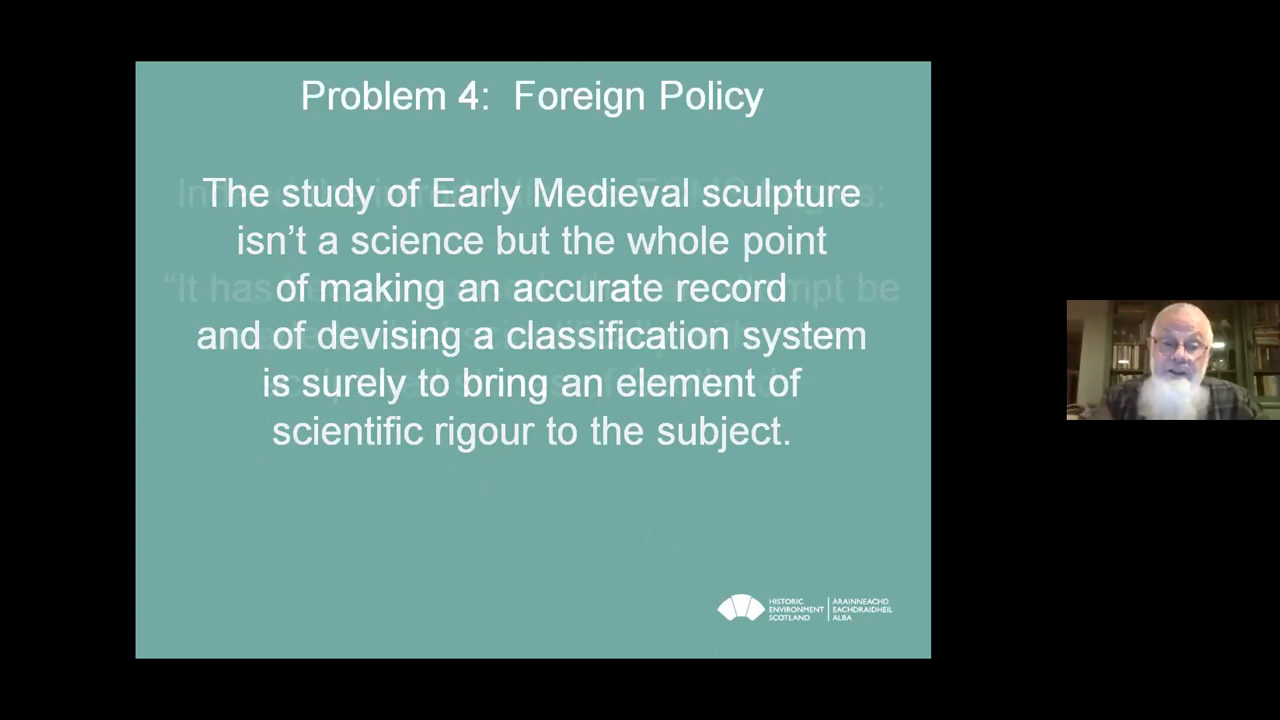 Problem 4: Foreign Policy
The study of Early Medieval sculpture
isn't a science but the whole point
of making an accurate record
and of devising a classification system
is surely to bring an element of
scientific rigour to the subject.
HISTORIC
ENVIRONMENT
SCOTLAND
ÀRAINNEACHD
EACHDRAIDHEIL
ALBA